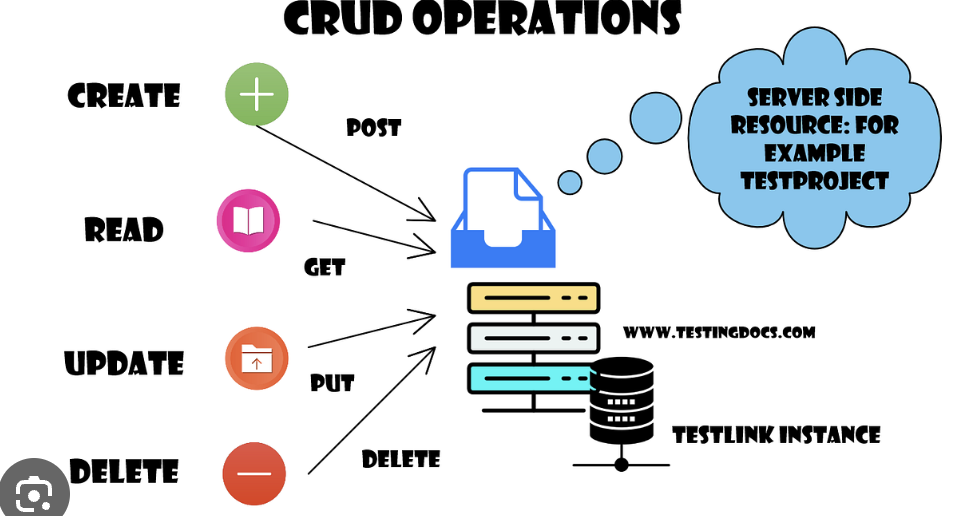 CRUD OPERATIONS
CREATE
POST
SERVER SIDE
RESOURCE: FOR
EXAMPLE
TESTPROJECT
READ
GET
WWW.TESTINGDOCS.COM
UPDATE
PUT
TESTLINK INSTANCE
DELETE
DELETE